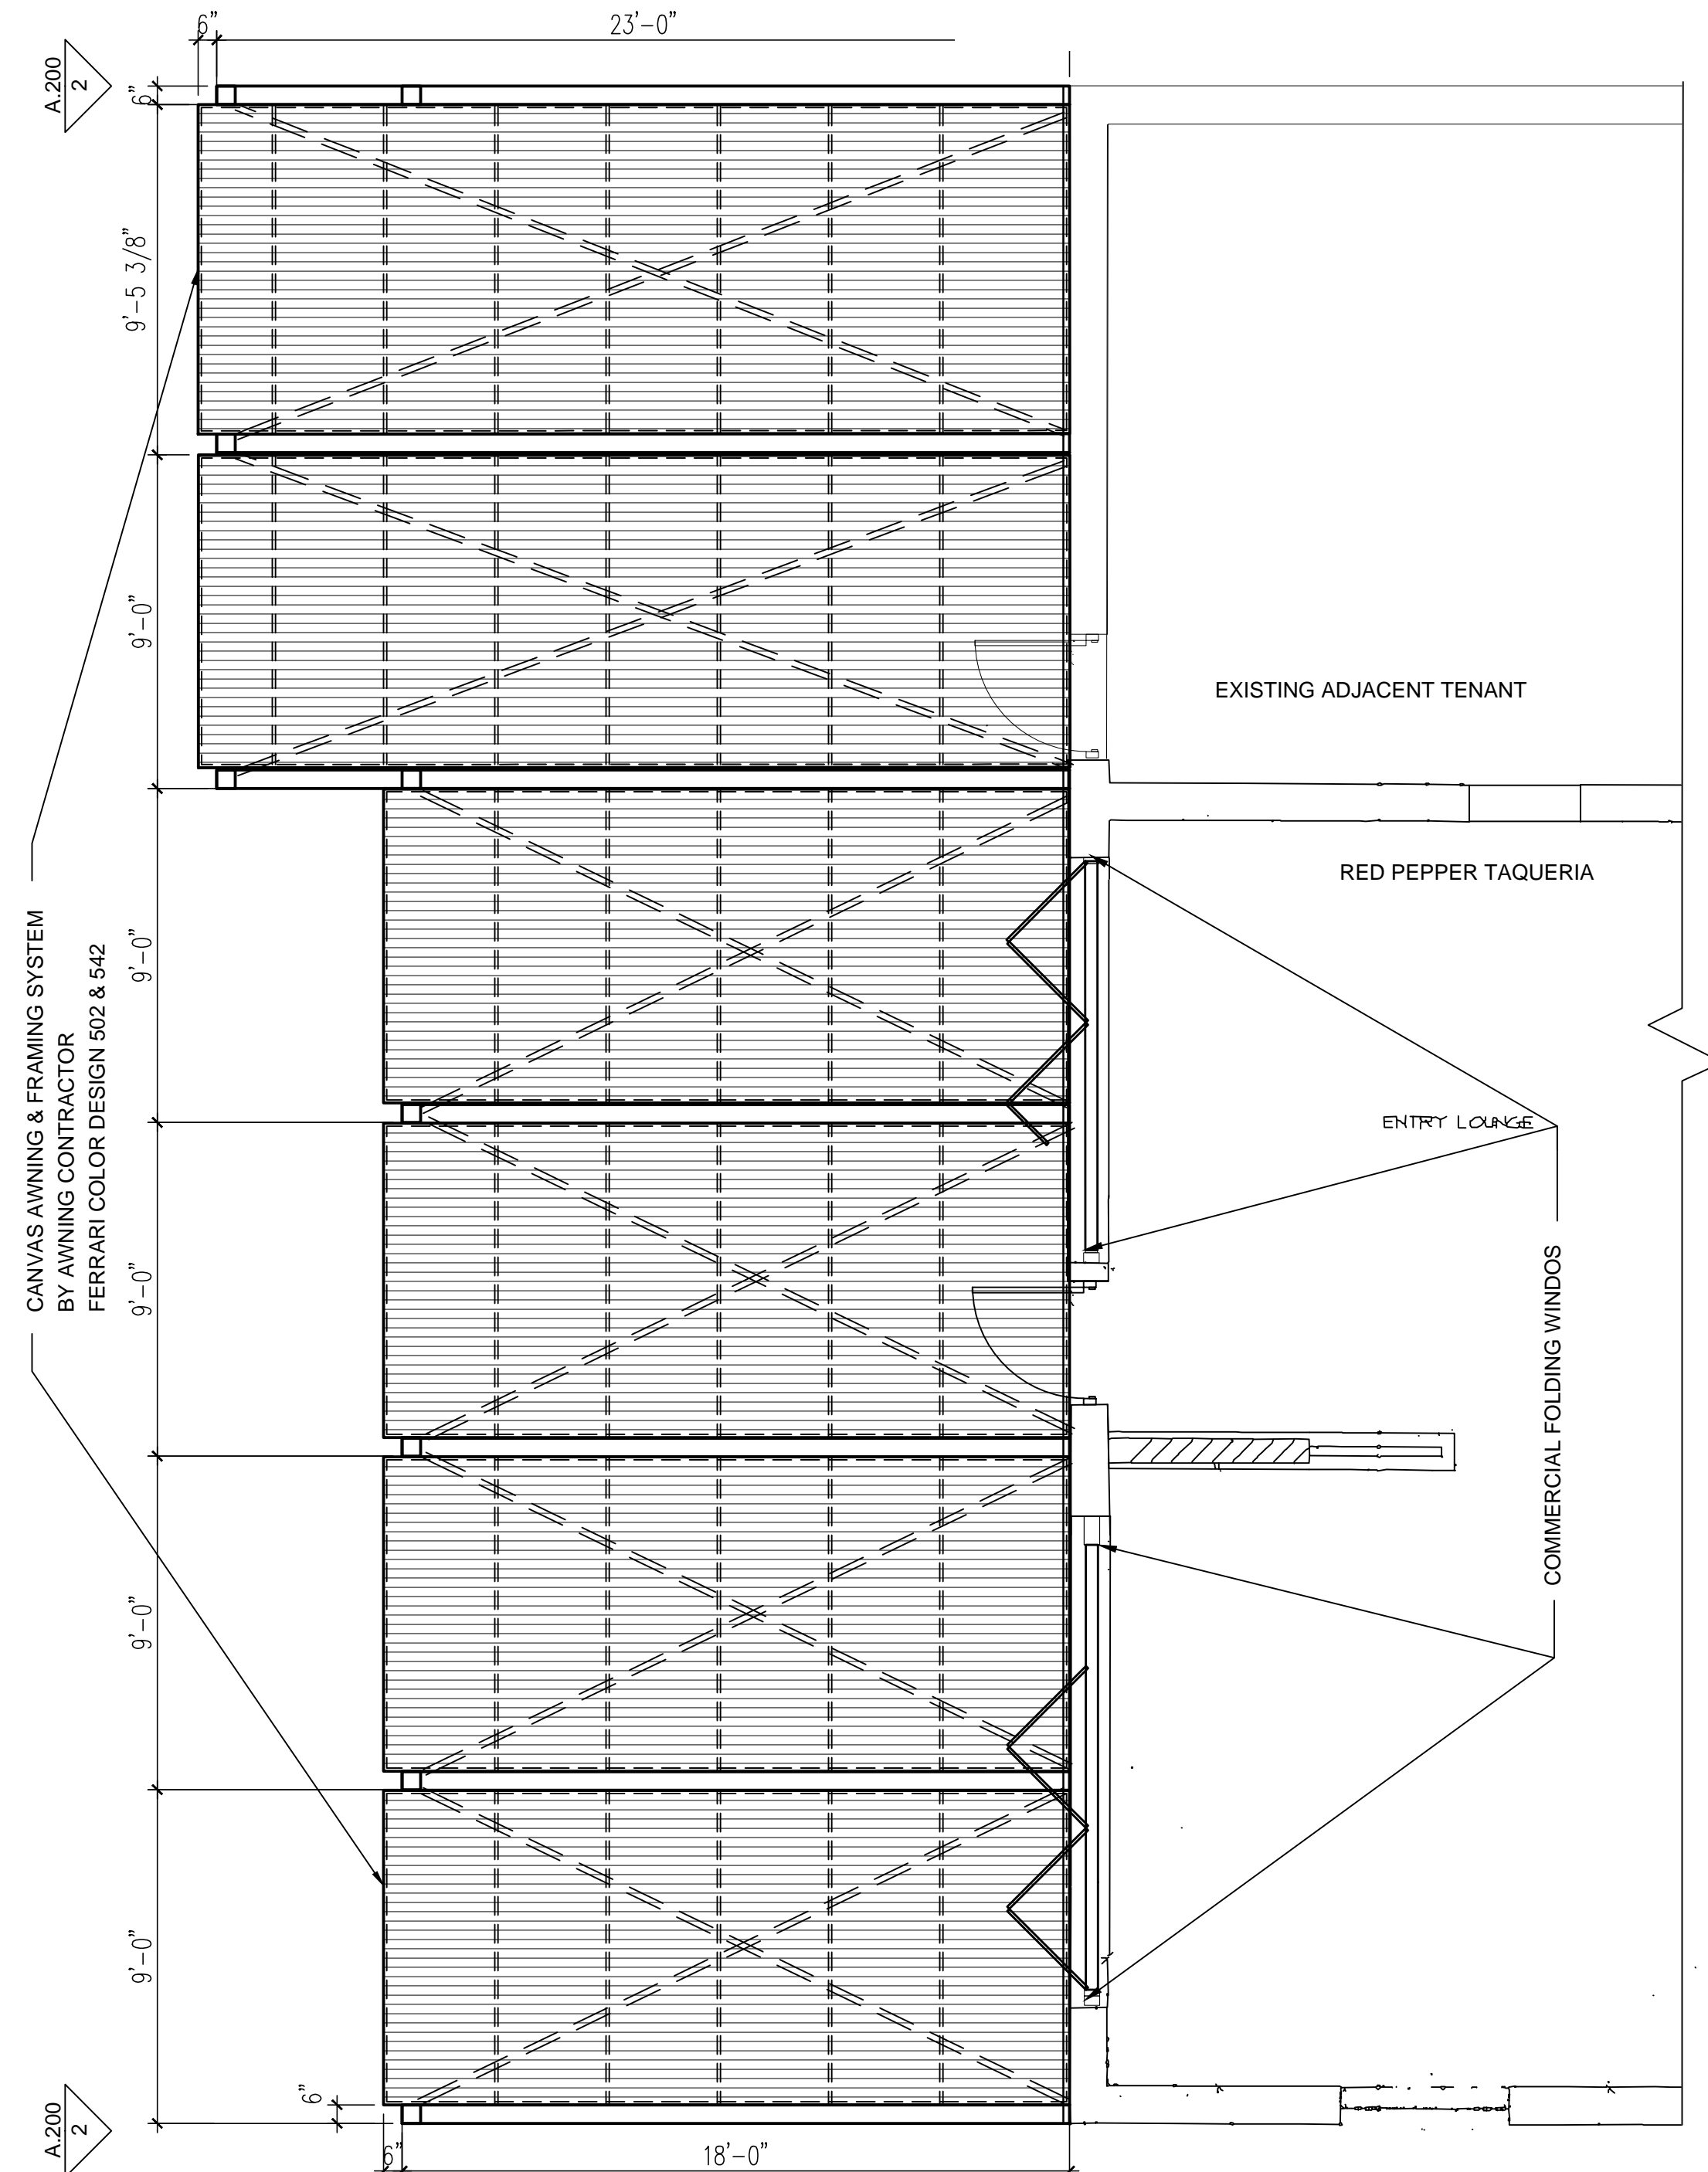 6"
23'-0"
A.200
2
6"
9'-5 3/8"
9'-0"
EXISTING ADJACENT TENANT
RED PEPPER TAQUERIA
9'-0"
CANVAS AWNING & FRAMING SYSTEM
BY AWNING CONTRACTOR
FERRARI COLOR DESIGN 502 & 542
ENTRY LOUNGE
9'-0"
COMMERCIAL FOLDING WINDOS
9'-0"
9'-0"
6"
A.200
2
6"
18'-0"